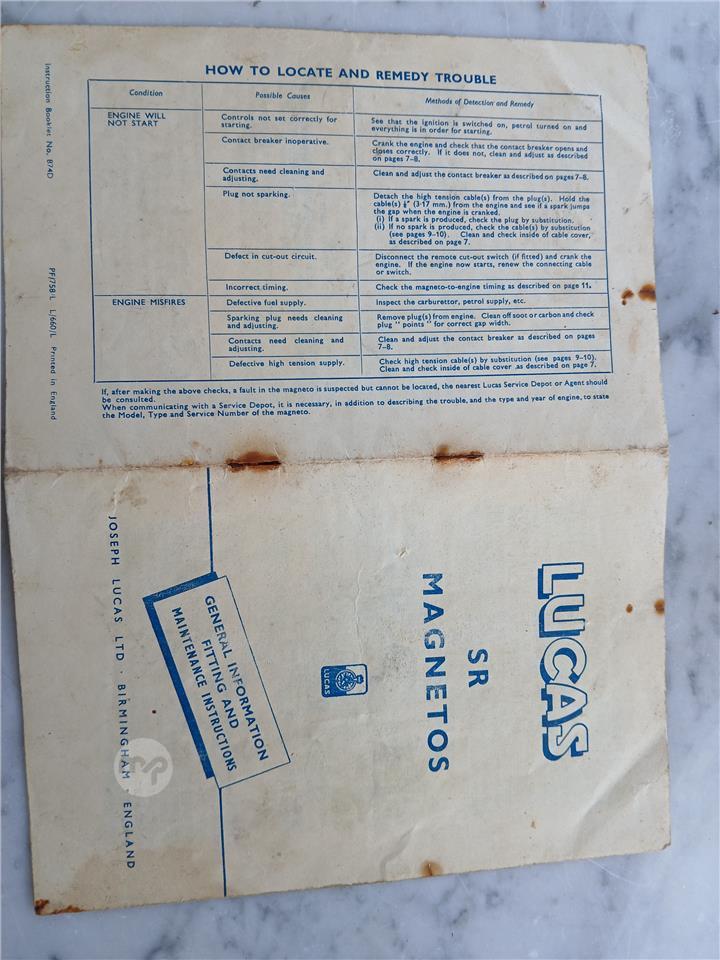 HOW TO LOCATE AND REMEDY TROUBLE
Condition
Possible Causes
Methods of Detection and Remedy
ENGINE WILL
NOT START
Controls not set correctly for
starting.
See that the ignition is switched on, petrol turned on and
everything is in order for starting.
Contact breaker inoperative.
Crank the engine and check that the contact breaker opens and
closes correctly. If it does not, clean and adjust as described
on pages 7–8.
Contacts need cleaning and
adjusting.
Clean and adjust the contact breaker as described on pages 7–8.
Plug not sparking.
Detach the high tension cable(s) from the plug(s). Hold the
cable(s) ⅛" (3·17 mm.) from the engine and see if a spark jumps
the gap when the engine is cranked.
(i) If a spark is produced, check the plug by substitution.
(ii) If no spark is produced, check the cable(s) by substitution
(see pages 9–10). Clean and check inside of cable cover,
as described on page 7.
Defect in cut-out circuit.
Disconnect the remote cut-out switch (if fitted) and crank the
engine. If the engine now starts, renew the connecting cable
or switch.
Incorrect timing.
Check the magneto-to-engine timing as described on page 11.
ENGINE MISFIRES
Defective fuel supply.
Inspect the carburettor, petrol supply, etc.
Sparking plug needs cleaning
and adjusting.
Remove plug(s) from engine. Clean off soot or carbon and check
plug " points " for correct gap width.
Contacts need cleaning and
adjusting.
Clean and adjust the contact breaker as described on pages
7–8.
Defective high tension supply.
Check high tension cable(s) by substitution (see pages 9–10).
Clean and check inside of cable cover as described on page 7.
If, after making the above checks, a fault in the magneto is suspected but cannot be located, the nearest Lucas Service Depot or Agent should
be consulted.
When communicating with a Service Depot, it is necessary, in addition to describing the trouble, and the type and year of engine, to state
the Model, Type and Service Number of the magneto.
Instruction Booklet No. 874D
PF/758/L L/660/L Printed in England
LUCAS
SR
MAGNETOS
LUCAS
GENERAL INFORMATION
FITTING AND
MAINTENANCE INSTRUCTIONS
JOSEPH LUCAS LTD · BIRMINGHAM · ENGLAND